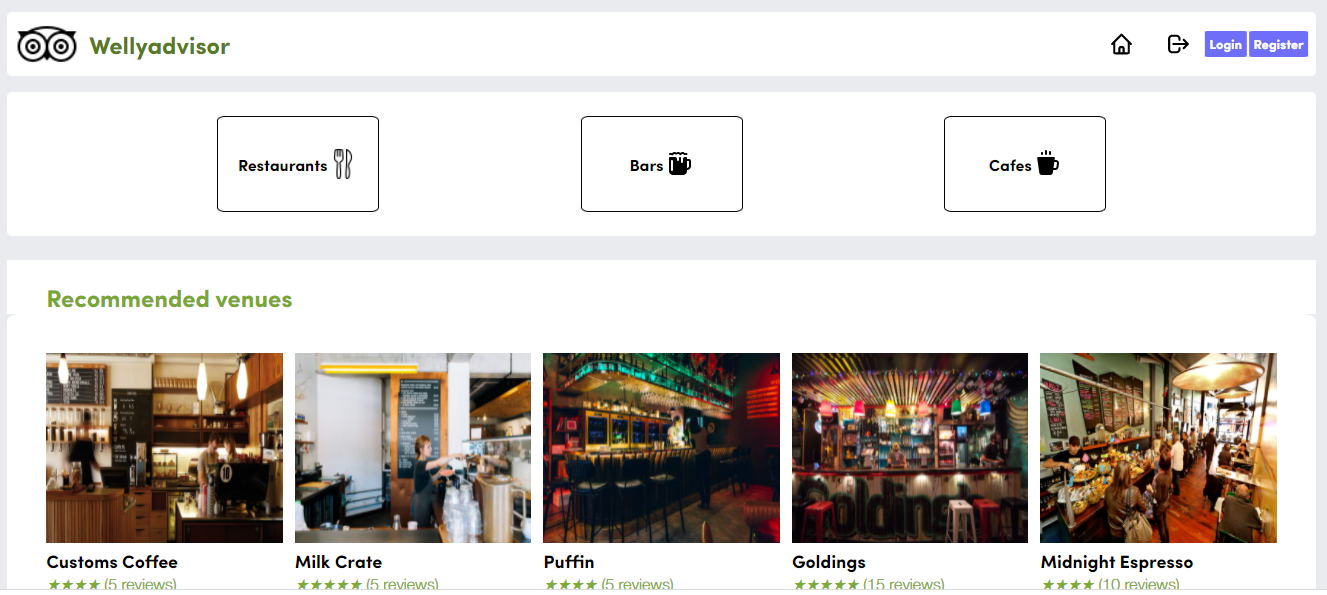 Wellyadvisor
Login Register
Restaurants
Bars
Cafes
Recommended venues
Goldings
Customs Coffee
★★★★ (5 reviews)
Milk Crate
★★★★★ (5 reviews)
Puffin
★★★★ (5 reviews)
Goldings
★★★★★ (15 reviews)
Midnight Espresso
★★★★ (10 reviews)